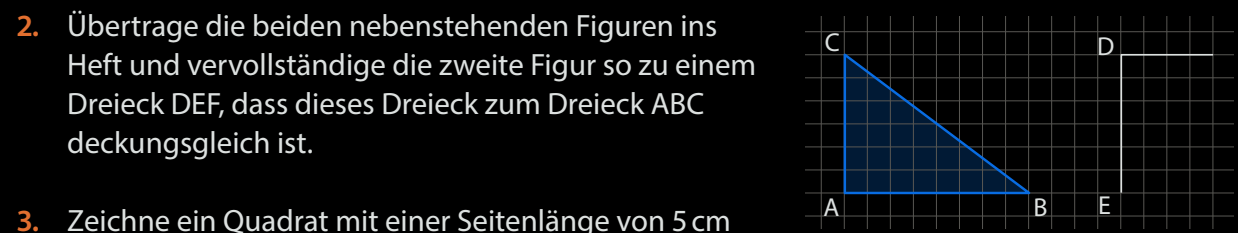 2. Übertrage die beiden nebenstehenden Figuren ins
Heft und vervollständige die zweite Figur so zu einem
Dreieck DEF, dass dieses Dreieck zum Dreieck ABC
deckungsgleich ist.
3. Zeichne ein Quadrat mit einer Seitenlänge von 5 cm
C
D
A
B
E